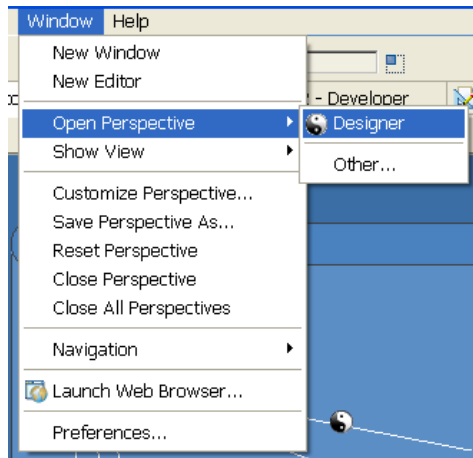 Window Help
New Window
New Editor
- Developer
Open Perspective
Designer
Show View
Other...
Customize Perspective...
Save Perspective As...
Reset Perspective
Close Perspective
Close All Perspectives
Navigation
Launch Web Browser...
Preferences...